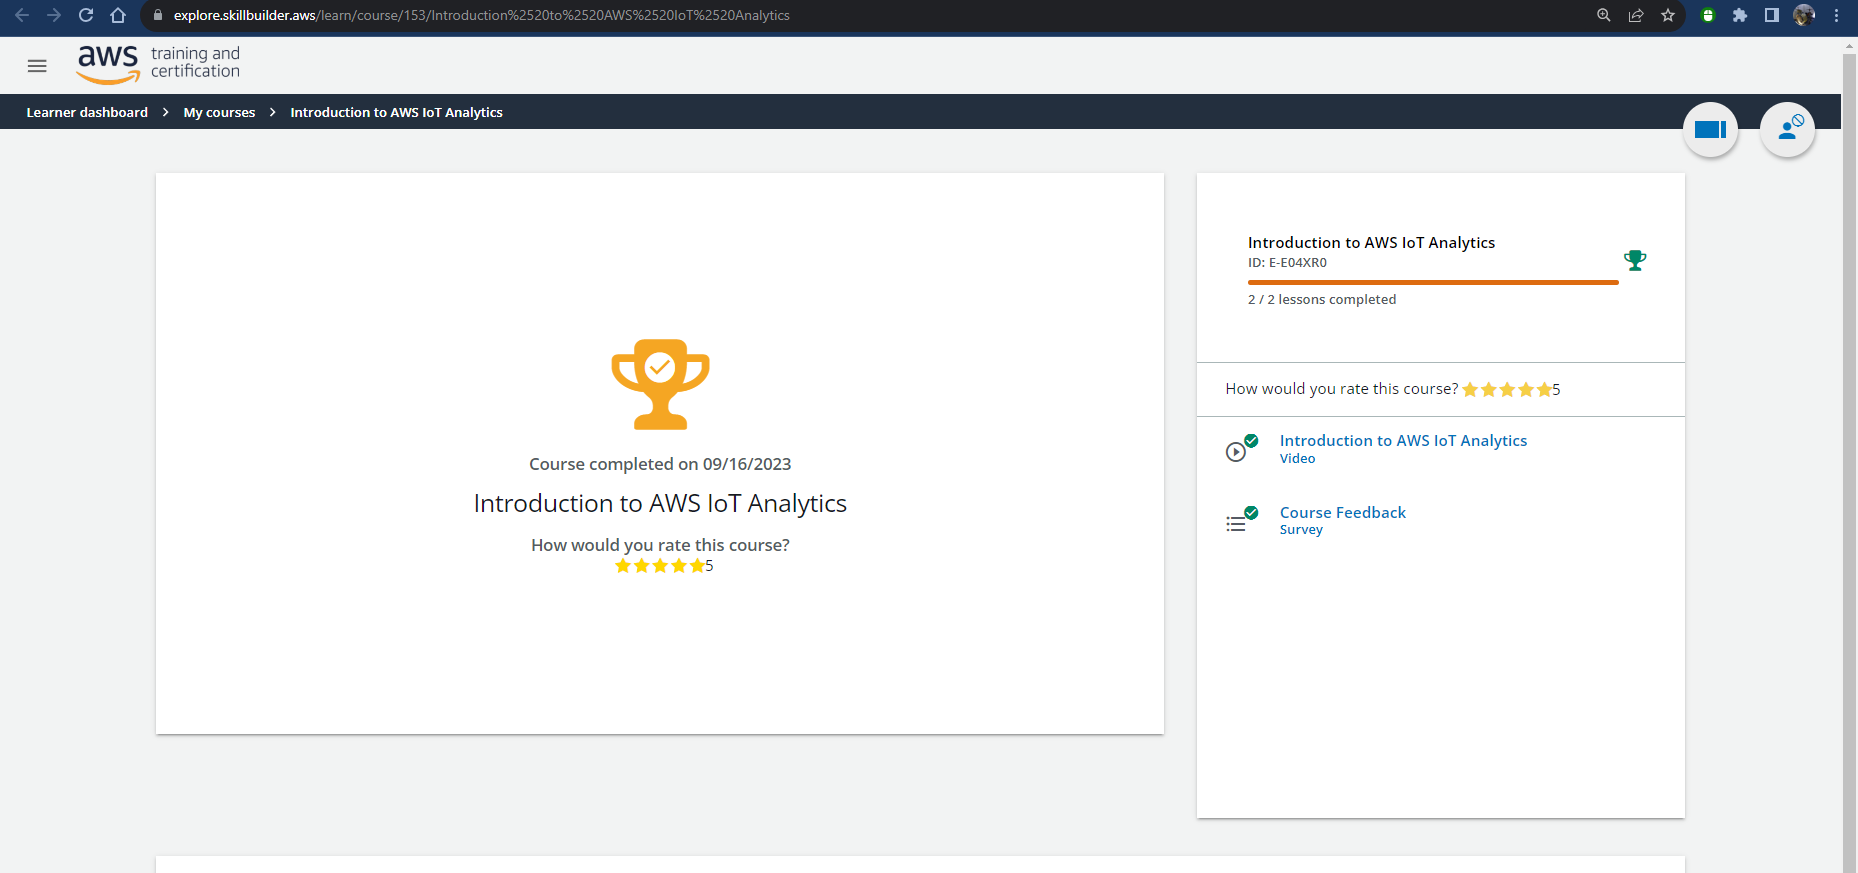 explore.skillbuilder.aws/learn/course/153/Introduction%2520to%2520AWS%2520IoT%2520Analytics
aws training and
certification
Learner dashboard > My courses > Introduction to AWS IoT Analytics
Course completed on 09/16/2023
Introduction to AWS IoT Analytics
How would you rate this course?
5
Introduction to AWS IoT Analytics
ID: E-E04XR0
2 / 2 lessons completed
How would you rate this course? 5
Introduction to AWS IoT Analytics
Video
Course Feedback
Survey